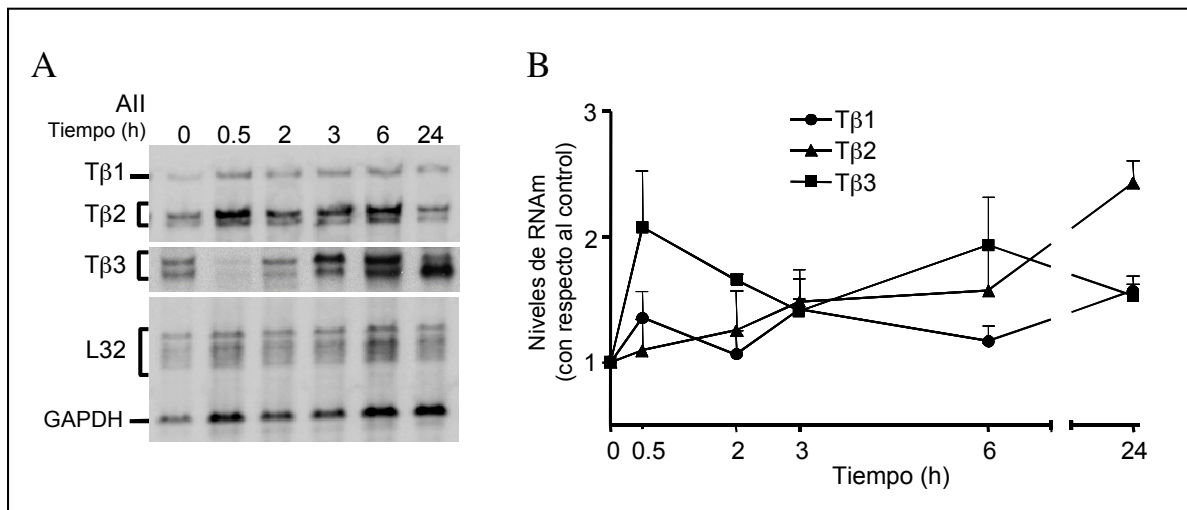 A
AII
Tiempo (h)
0 0.5 2 3 6 24
Tβ1
Tβ2
Tβ3
L32
GAPDH
B
Niveles de RNAm
(con respecto al control)
3
2
1
Tβ1
Tβ2
Tβ3
0 0.5 2 3 6 24
Tiempo (h)